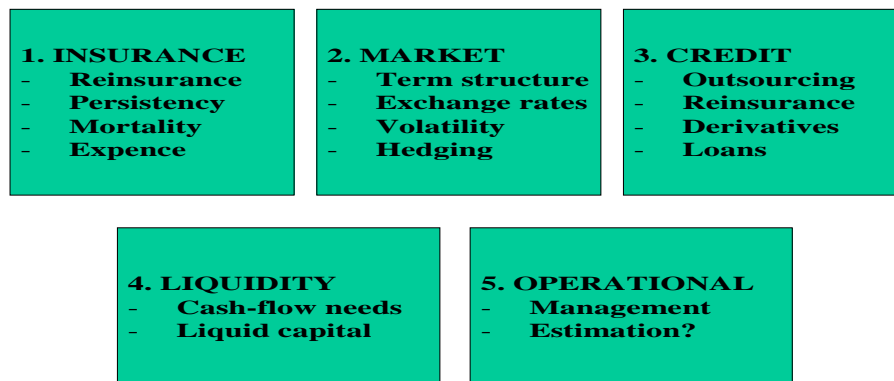 1. INSURANCE
- Reinsurance
- Persistency
- Mortality
- Expence
2. MARKET
- Term structure
- Exchange rates
- Volatility
- Hedging
3. CREDIT
- Outsourcing
- Reinsurance
- Derivatives
- Loans
4. LIQUIDITY
- Cash-flow needs
- Liquid capital
5. OPERATIONAL
- Management
- Estimation?